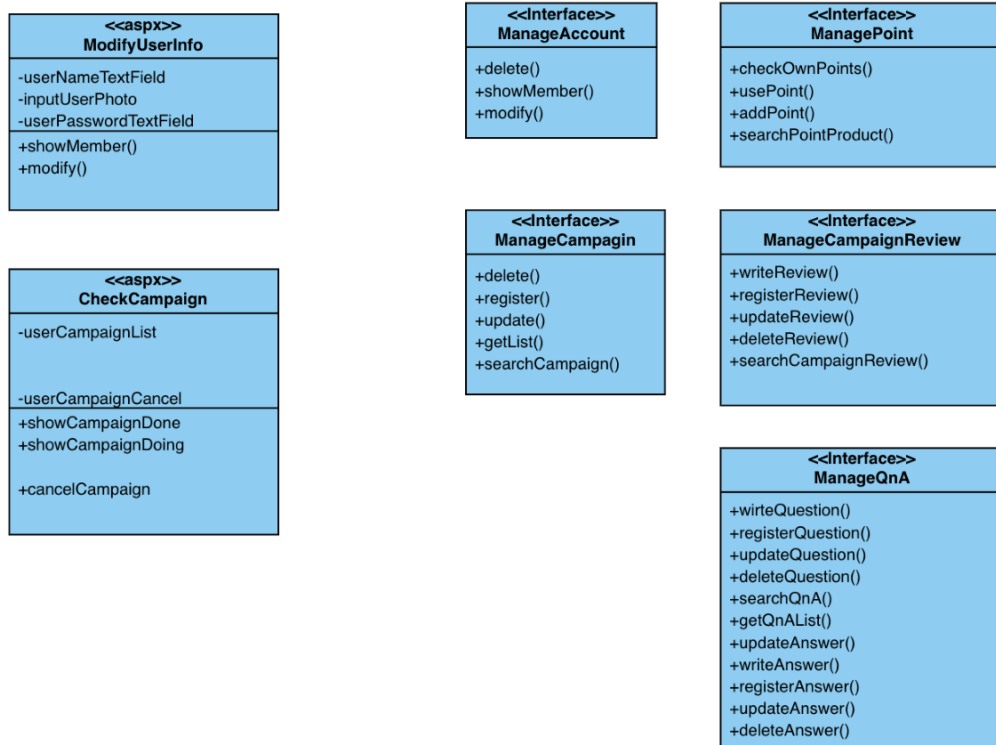 <<aspx>>
ModifyUserInfo
-userNameTextField
-inputUserPhoto
-userPasswordTextField
+showMember()
+modify()
<<aspx>>
CheckCampaign
-userCampaignList
-userCampaignCancel
+showCampaignDone
+showCampaignDoing
+cancelCampaign
<<Interface>>
ManageAccount
+delete()
+showMember()
+modify()
<<Interface>>
ManageCampagin
+delete()
+register()
+update()
+getList()
+searchCampaign()
<<Interface>>
ManagePoint
+checkOwnPoints()
+usePoint()
+addPoint()
+searchPointProduct()
<<Interface>>
ManageCampaignReview
+writeReview()
+registerReview()
+updateReview()
+deleteReview()
+searchCampaignReview()
<<Interface>>
ManageQnA
+wirteQuestion()
+registerQuestion()
+updateQuestion()
+deleteQuestion()
+searchQnA()
+getQnAList()
+updateAnswer()
+writeAnswer()
+registerAnswer()
+updateAnswer()
+deleteAnswer()